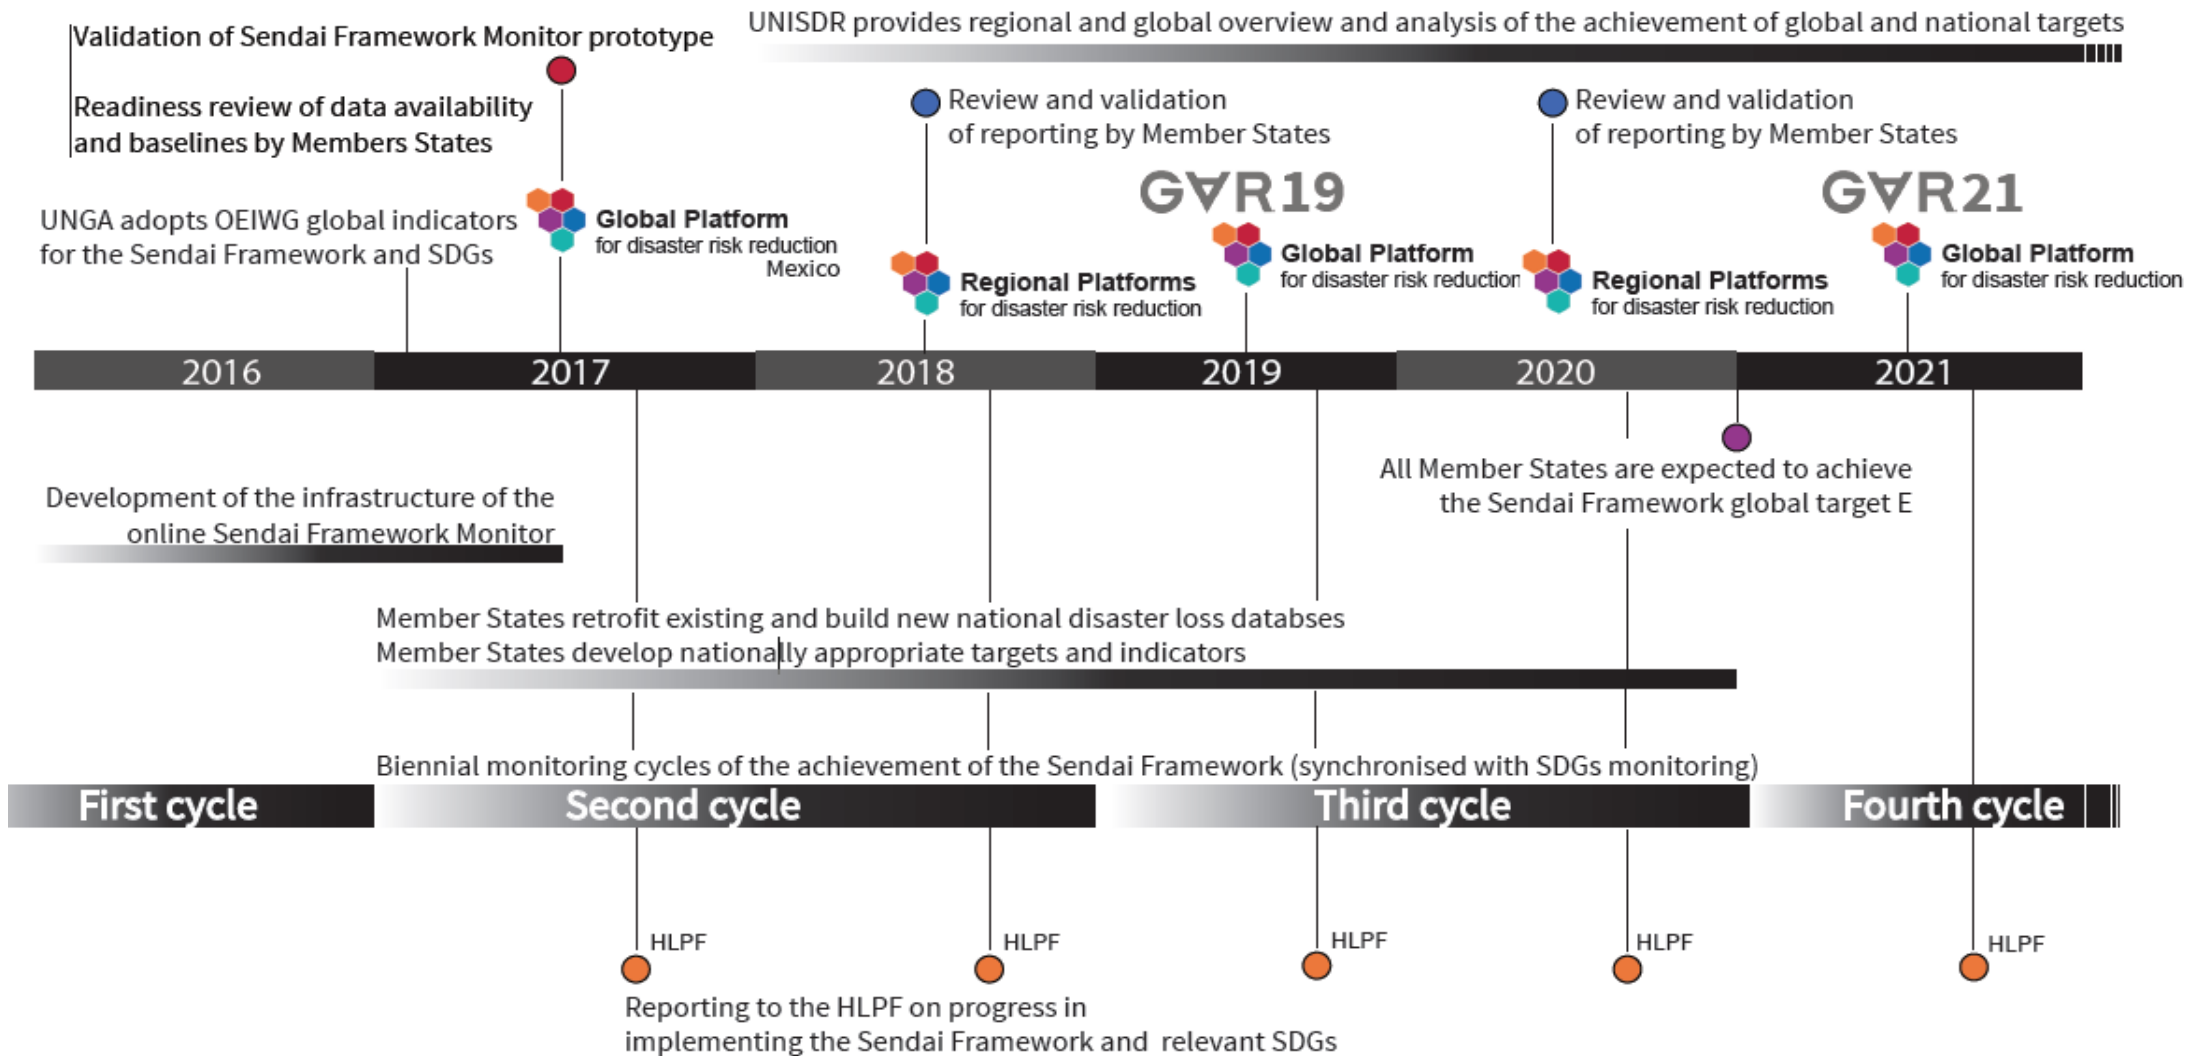 UNISDR provides regional and global overview and analysis of the achievement of global and national targets
Validation of Sendai Framework Monitor prototype
Readiness review of data availability
and baselines by Members States
Review and validation
of reporting by Member States
Review and validation
of reporting by Member States
UNGA adopts OEIWG global indicators
for the Sendai Framework and SDGs
Global Platform
for disaster risk reduction
Mexico
Regional Platforms
for disaster risk reduction
G∀R19
Global Platform
for disaster risk reduction
Regional Platforms
for disaster risk reduction
G∀R21
Global Platform
for disaster risk reduction
2016
2017
2018
2019
2020
2021
All Member States are expected to achieve
the Sendai Framework global target E
Development of the infrastructure of the
online Sendai Framework Monitor
Member States retrofit existing and build new national disaster loss databses
Member States develop nationally appropriate targets and indicators
Biennial monitoring cycles of the achievement of the Sendai Framework (synchronised with SDGs monitoring)
First cycle
Second cycle
Third cycle
Fourth cycle
HLPF
HLPF
HLPF
HLPF
HLPF
Reporting to the HLPF on progress in
implementing the Sendai Framework and relevant SDGs